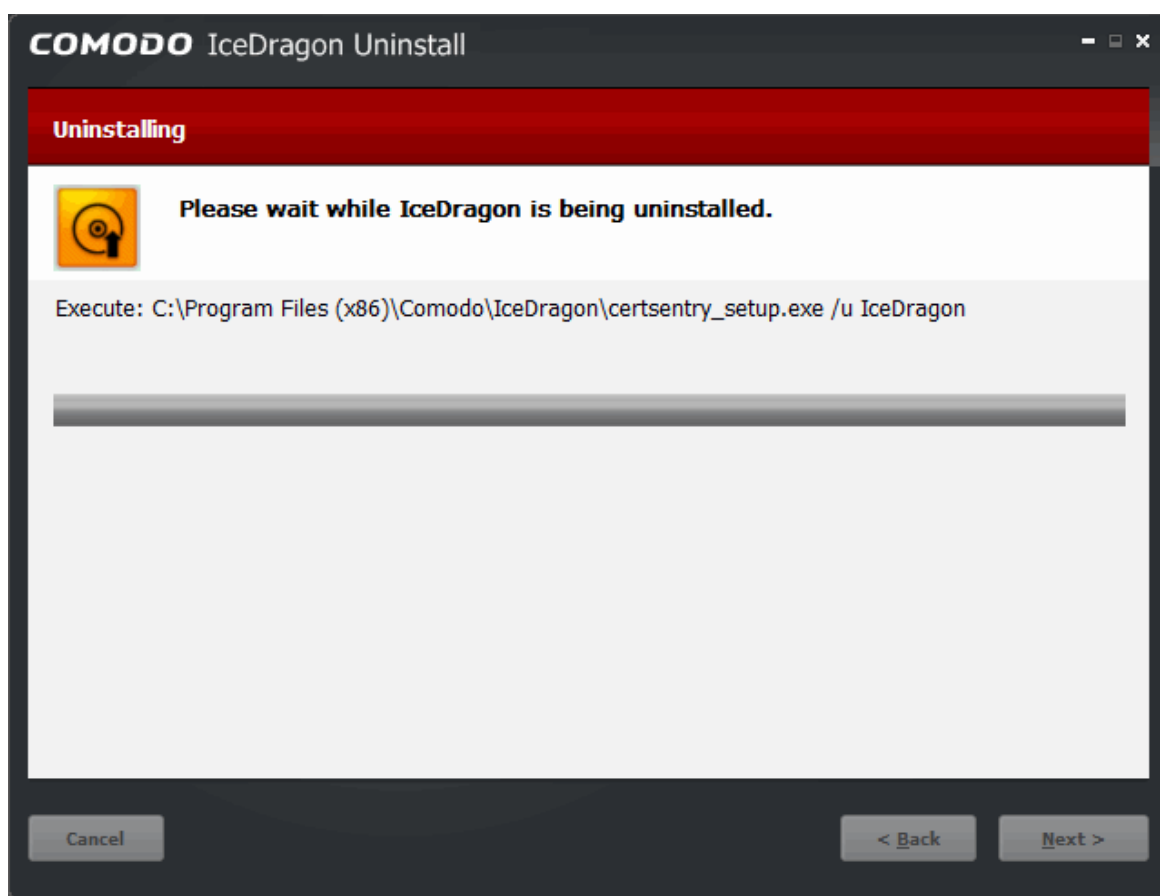 COMODO IceDragon Uninstall
Uninstalling
Please wait while IceDragon is being uninstalled.
Execute: C:\Program Files (x86)\Comodo\IceDragon\certsentry_setup.exe /u IceDragon
Cancel
< Back
Next >